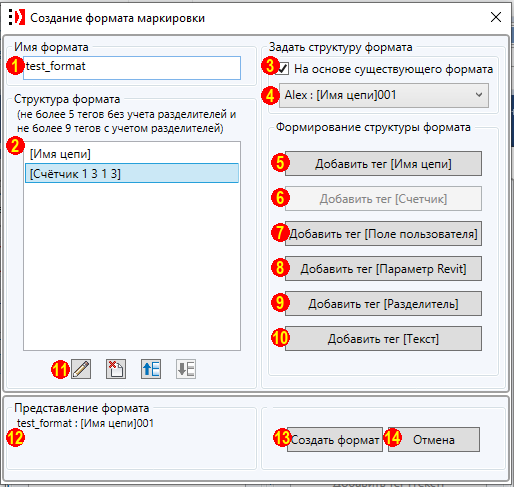 Создание формата маркировки
Имя формата
1 test_format
Структура формата
(не более 5 тегов без учета разделителей и
не более 9 тегов с учетом разделителей)
2
[Имя цепи]
[Счётчик 1 3 1 3]
11
Задать структуру формата
3 На основе существующего формата
4 Alex : [Имя цепи]001
Формирование структуры формата
5 Добавить тег [Имя цепи]
6 Добавить тег [Счетчик]
7 Добавить тег [Поле пользователя]
8 Добавить тег [Параметр Revit]
9 Добавить тег [Разделитель]
10 Добавить тег [Текст]
Представление формата
test_format : [Имя цепи]001
12
13 Создать формат
14 Отмена